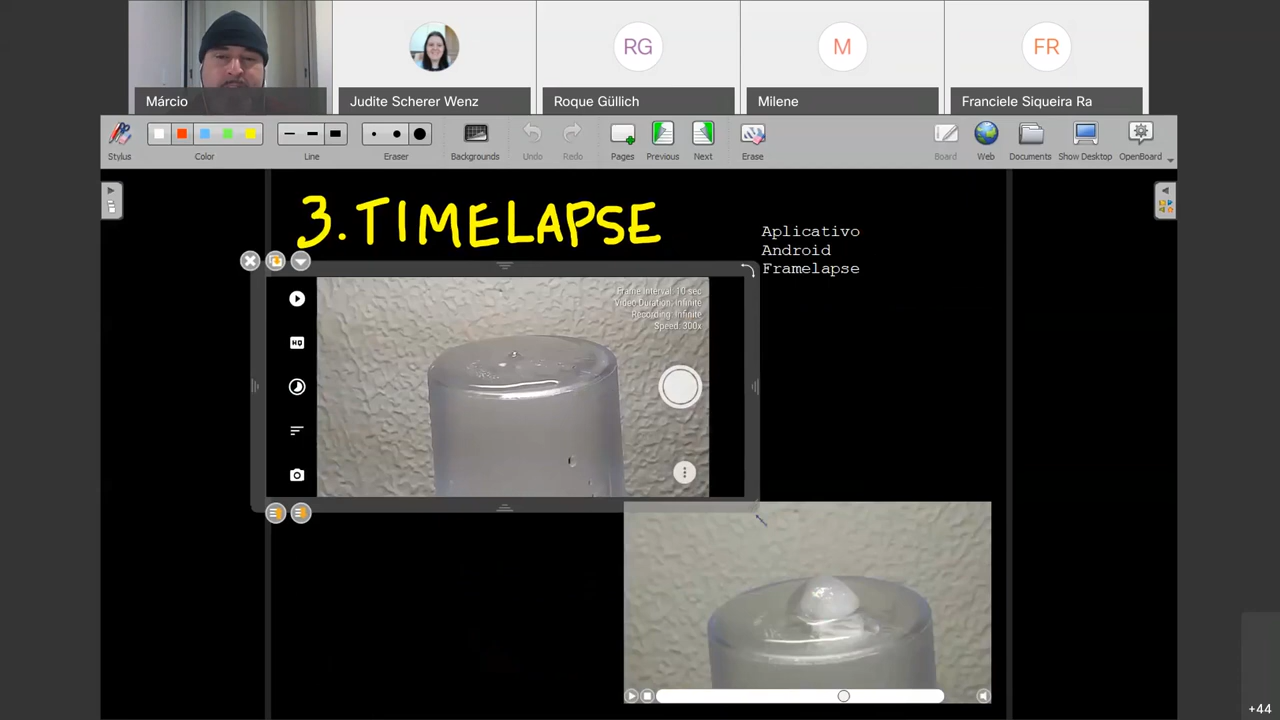 RG
M
FR
Márcio
Judite Scherer Wenz
Roque Güllich
Milene
Franciele Siqueira Ra
Stylus
Color
Line
Eraser
Backgrounds
Undo
Redo
Pages
Previous
Next
Erase
Board
Web
Documents
Show Desktop
OpenBoard
3. TIMELAPSE
Aplicativo
Android
Framelapse
Frame Interval: 10 sec
Video Duration: Infinite
Recording: Infinite
Speed: 300x
HQ
+44